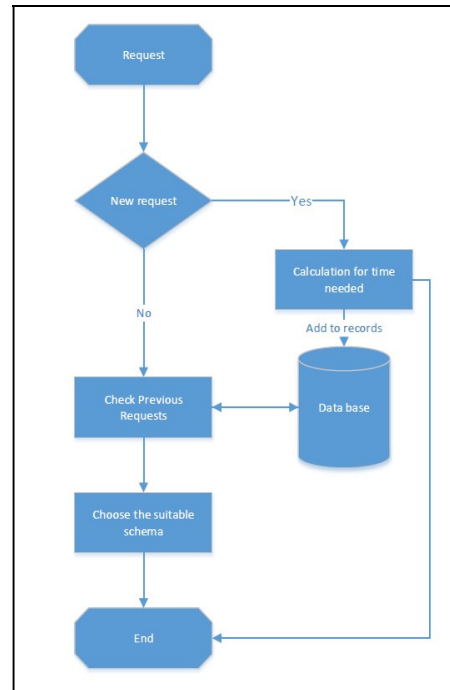 Request
New request
Yes
Calculation for time
needed
No
Add to records
Check Previous
Requests
Data base
Choose the suitable
schema
End